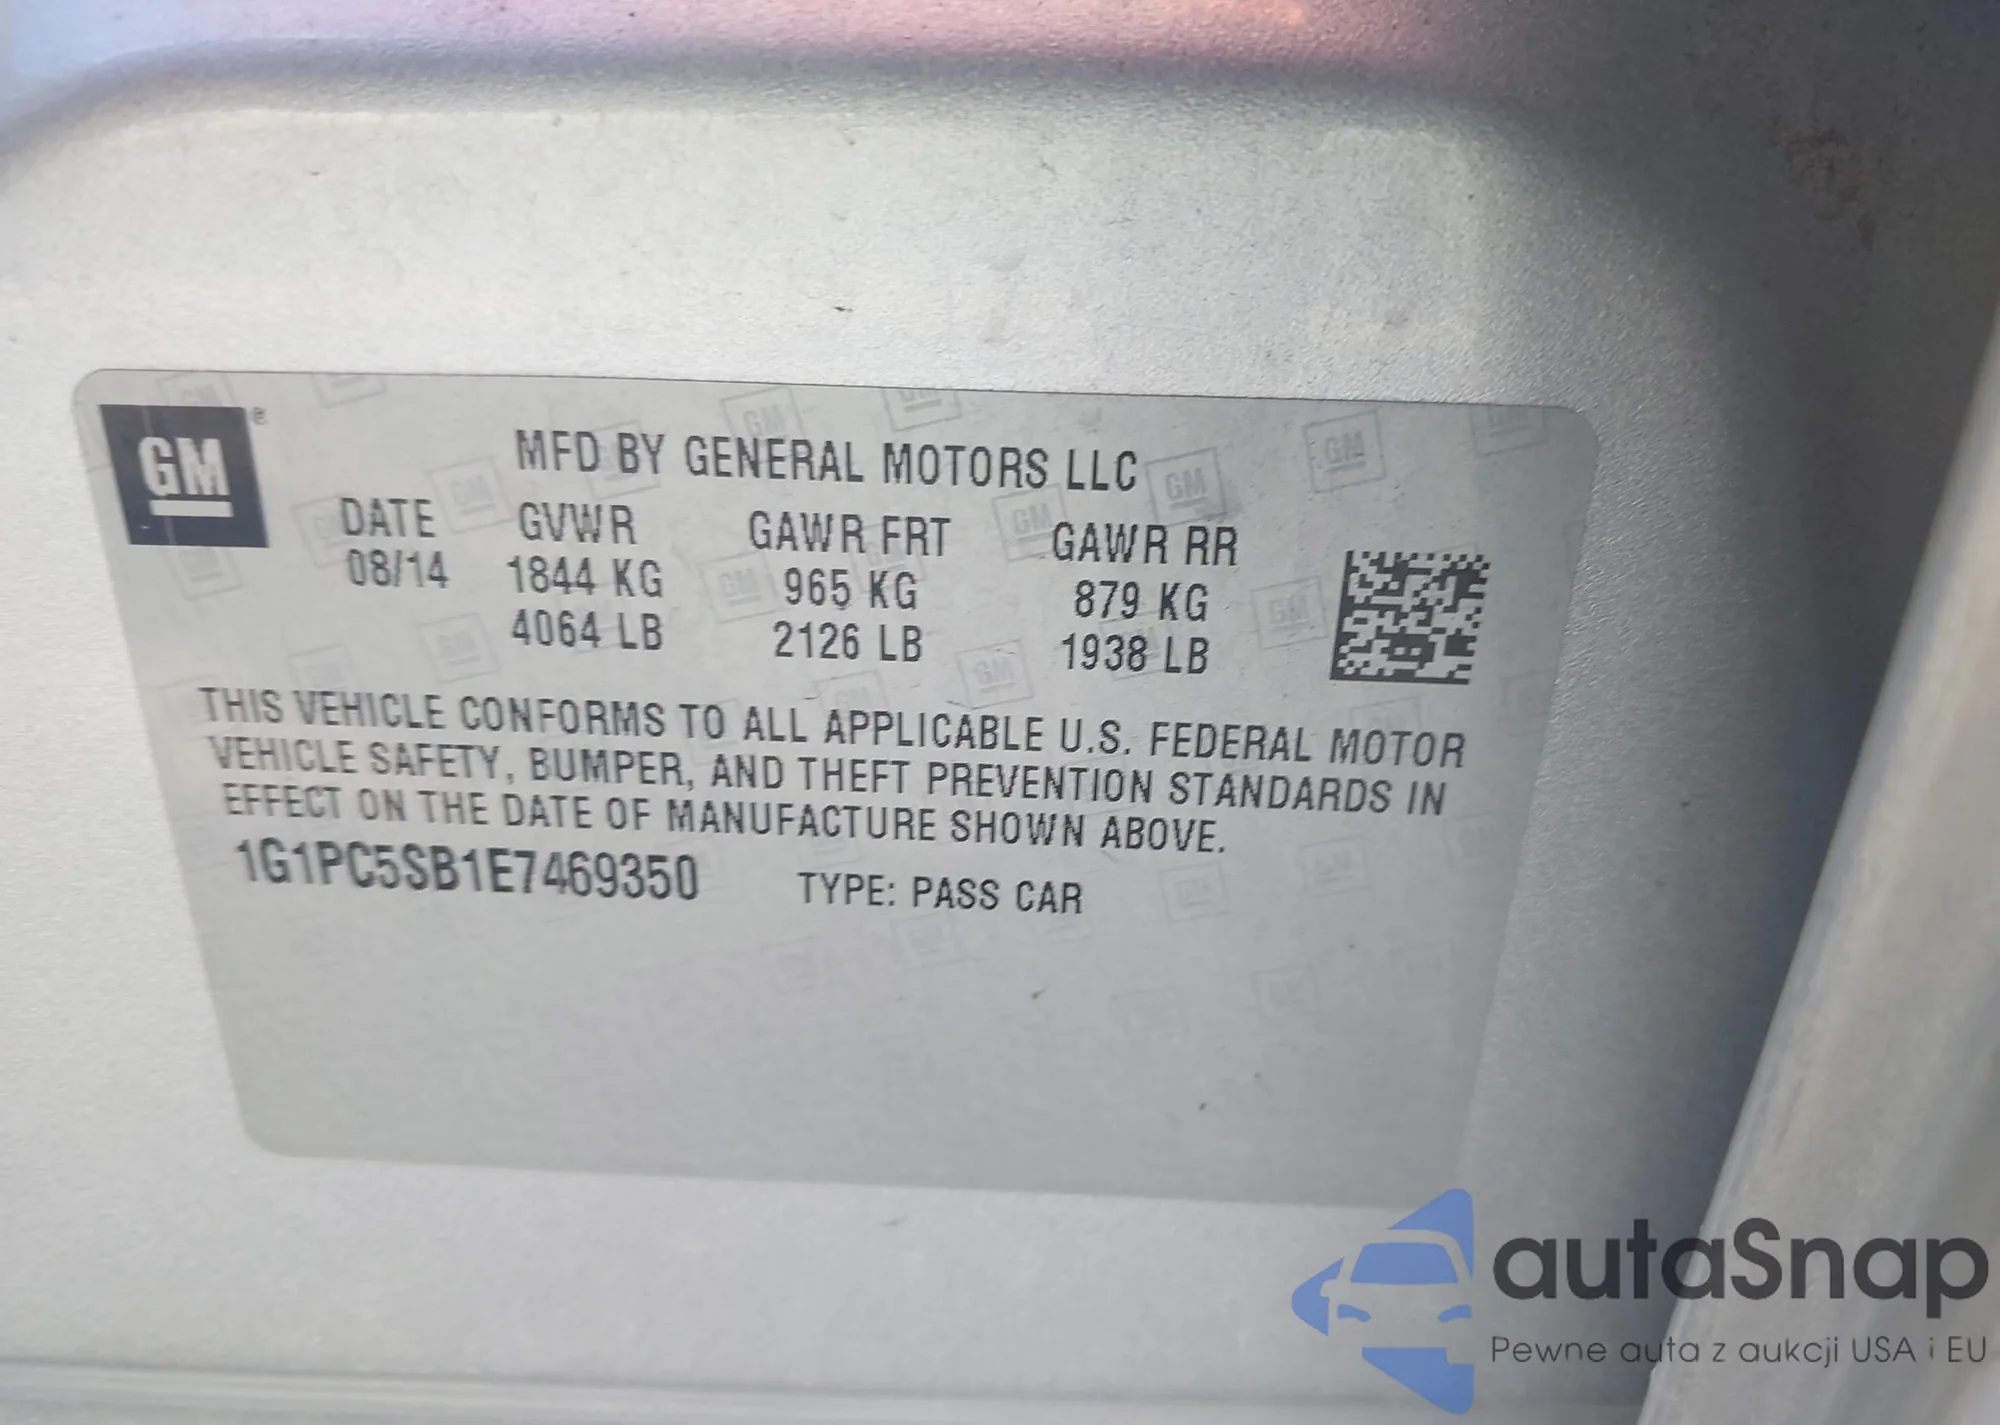 GM ®
MFD BY GENERAL MOTORS LLC
DATE GVWR GAWR FRT GAWR RR
08/14 1844 KG 965 KG 879 KG
4064 LB 2126 LB 1938 LB
THIS VEHICLE CONFORMS TO ALL APPLICABLE U.S. FEDERAL MOTOR
VEHICLE SAFETY, BUMPER, AND THEFT PREVENTION STANDARDS IN
EFFECT ON THE DATE OF MANUFACTURE SHOWN ABOVE.
1G1PC5SB1E7469350 TYPE: PASS CAR
autaSnap
Pewne auta z aukcji USA i EU